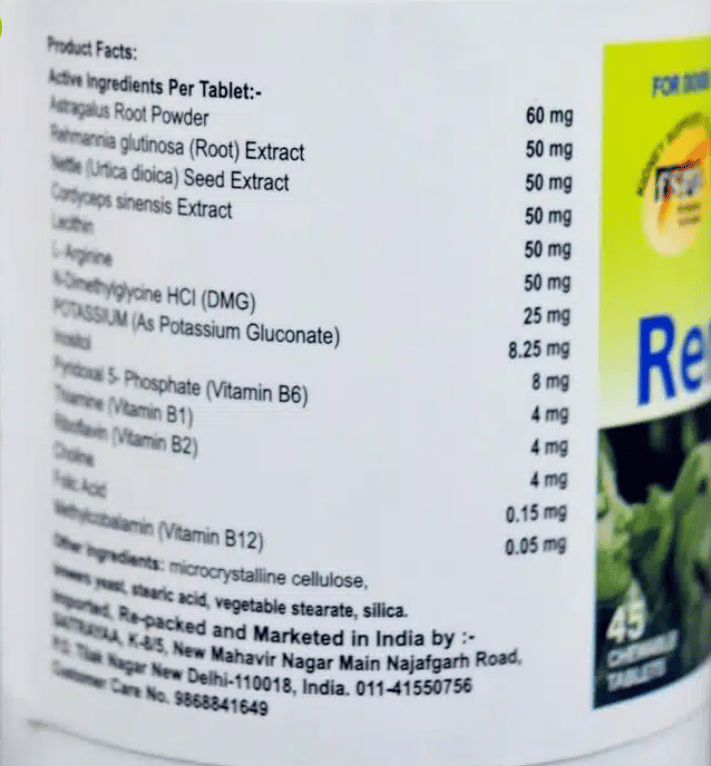 Product Facts:
Active Ingredients Per Tablet:-
Astragalus Root Powder
Rehmannia glutinosa (Root) Extract
Nettle (Urtica dioica) Seed Extract
Cordyceps sinensis Extract
Lecithin
L-Arginine
N-Dimethylglycine HCI (DMG)
POTASSIUM (As Potassium Gluconate)
Inositol
Pyridoxal 5- Phosphate (Vitamin B6)
Thiamine (Vitamin B1)
Riboflavin (Vitamin B2)
Choline
Folic Acid
Methylcobalamin (Vitamin B12)
60 mg
50 mg
50 mg
50 mg
50 mg
50 mg
25 mg
8.25 mg
8 mg
4 mg
4 mg
4 mg
0.15 mg
0.05 mg
Other Ingredients: microcrystalline cellulose,
brewers yeast, stearic acid, vegetable stearate, silica.
Imported, Re-packed and Marketed in India by :-
K-8/5, New Mahavir Nagar Main Najafgarh Road,
P.O. Tilak Nagar New Delhi-110018, India. 011-41550756
Customer Care No. 9868841649
FOR
KIDNEY
Re
45
CHEWABLE
TABLETS